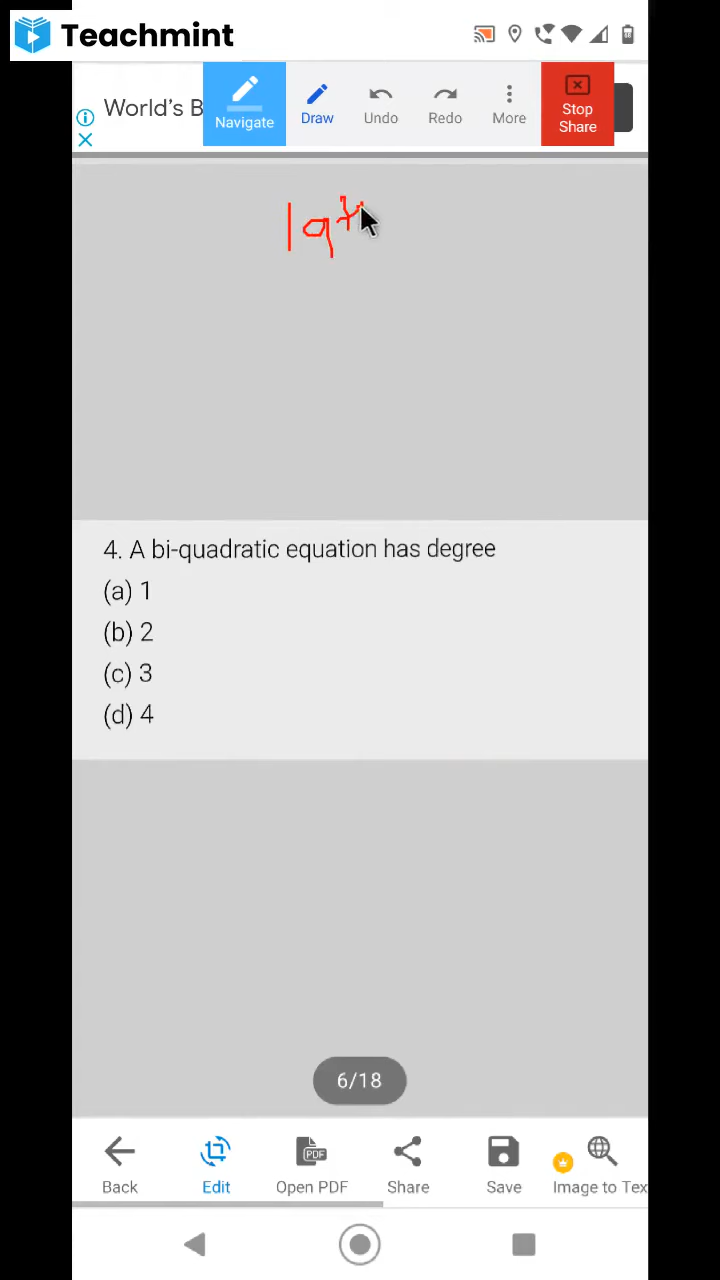 Teachmint
World's B
Navigate
Draw
Undo
Redo
More
Stop
Share
4. A bi-quadratic equation has degree
(a) 1
(b) 2
(c) 3
(d) 4
6/18
Back
Edit
PDF
Open PDF
Share
Save
Image to Tex